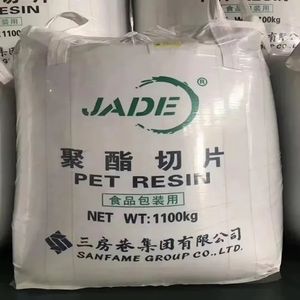 JADE®
聚酯切片
PET RESIN
食品包装用
NET WT:1100kg
三房巷集团有限公司
SANFAME GROUP CO.,LTD.